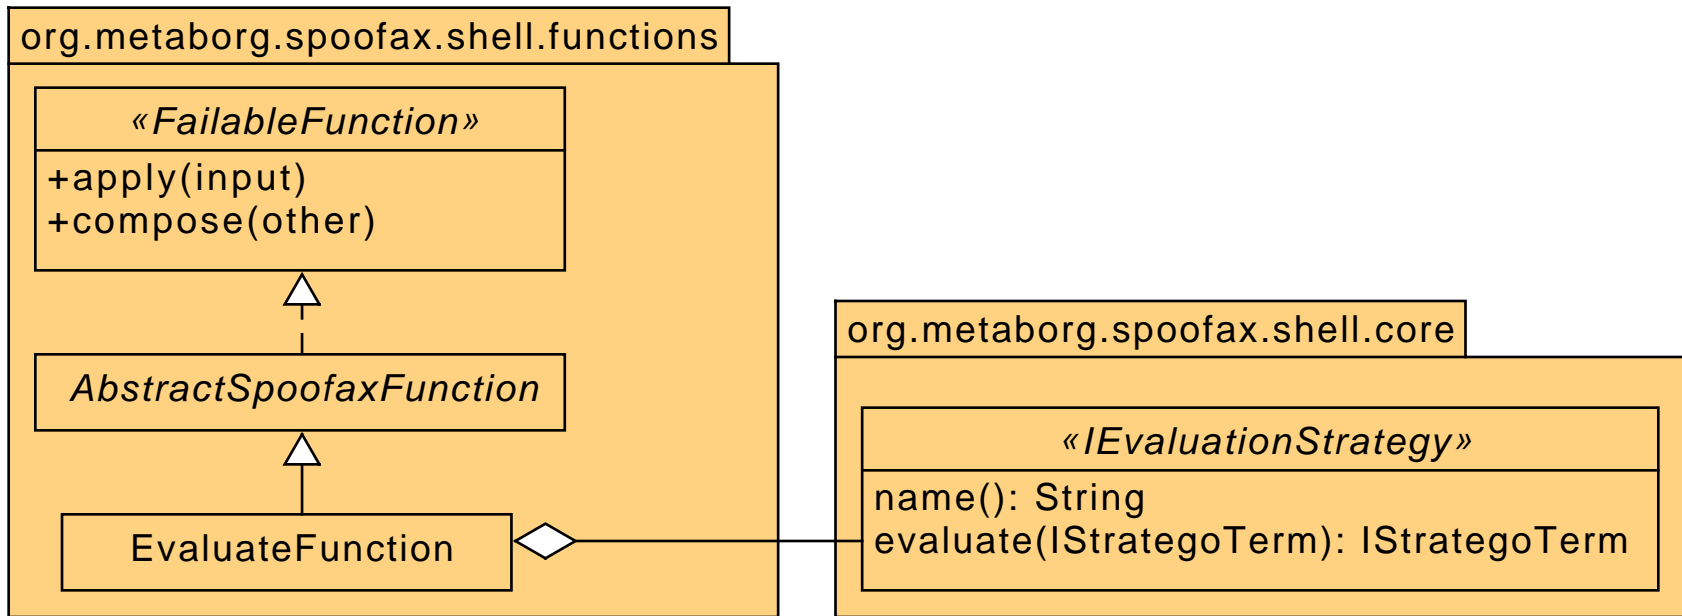 org.metaborg.spoofax.shell.functions
«FailableFunction»
+apply(input)
+compose(other)
AbstractSpoofaxFunction
EvaluateFunction
org.metaborg.spoofax.shell.core
«IEvaluationStrategy»
name(): String
evaluate(IStrategoTerm): IStrategoTerm